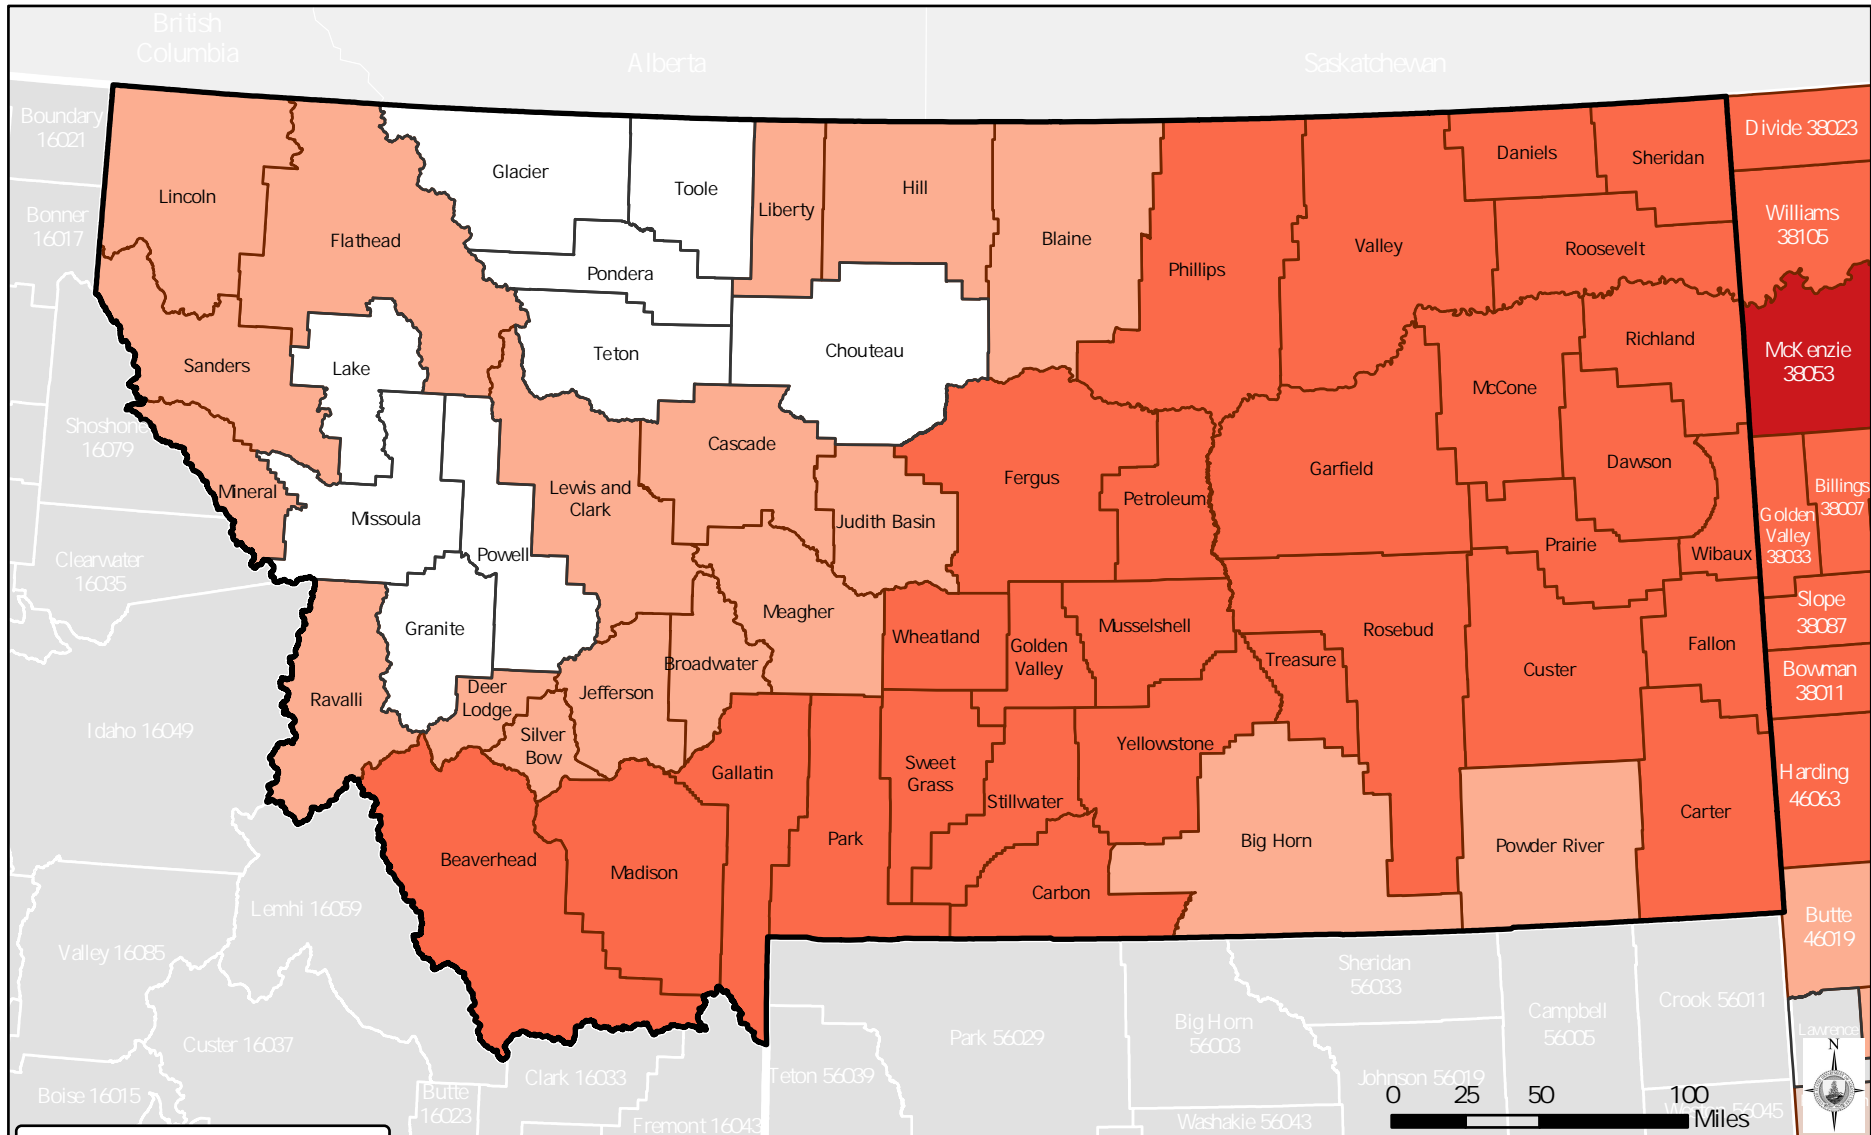 British
Columbia
Alberta
Saskatchewan
Boundary
16021
Divide 38023
Daniels
Sheridan
Glacier
Toole
Hill
Lincoln
Liberty
Bonner
16017
Williams
38105
Flathead
Blaine
Valley
Roosevelt
Phillips
Pondera
Richland
McKenzie
38053
Teton
Chouteau
Sanders
Lake
McCone
Shoshone
16079
Cascade
Dawson
Garfield
Fergus
Billings
38007
Mineral
Lewis and
Clark
Petroleum
Missoula
Judith Basin
Golden
Valley
38033
Prairie
Powell
Wibaux
Clearwater
16035
Slope
38087
Meagher
Granite
Wheatland
Musselshell
Rosebud
Golden
Valley
Fallon
Broadwater
Treasure
Custer
Bowman
38011
Deer
Lodge
Jefferson
Ravalli
Idaho 16049
Silver
Bow
Yellowstone
Gallatin
Sweet
Grass
Harding
46063
Stillwater
Carter
Park
Big Horn
Powder River
Beaverhead
Madison
Carbon
Lemhi 16059
Butte
46019
Valley 16085
Sheridan
56033
Crook 56011
Campbell
56005
Big Horn
56003
Park 56029
Lawrence
Custer 16037
N
Clark 16033
Teton 56039
Johnson 56019
Boise 16015
Butte
16023
0 25 50 100
Miles
Fremont 16043
Washakie 56043
56045